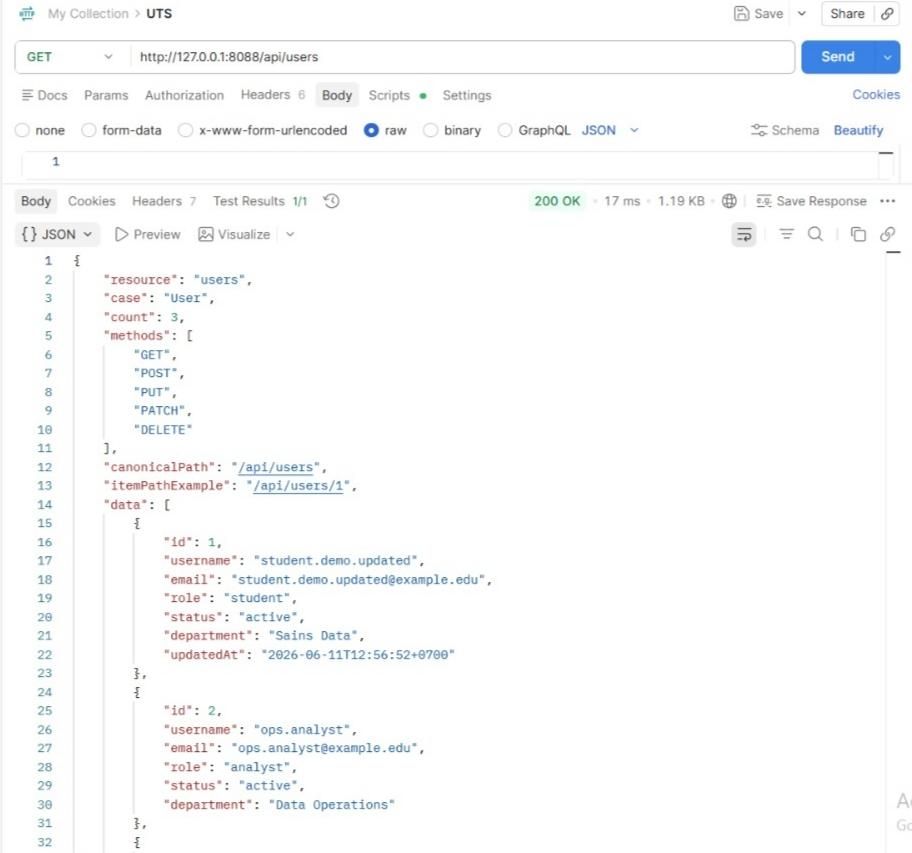 HTTP My Collection > UTS Save Share
GET http://127.0.0.1:8088/api/users Send
Docs Params Authorization Headers 6 Body Scripts Settings Cookies
none form-data x-www-form-urlencoded raw binary GraphQL JSON Schema Beautify
1
Body Cookies Headers 7 Test Results 1/1 200 OK • 17 ms • 1.19 KB e.g. Save Response
{} JSON Preview Visualize
1 {
2 "resource": "users",
3 "case": "User",
4 "count": 3,
5 "methods": [
6 "GET",
7 "POST",
8 "PUT",
9 "PATCH",
10 "DELETE"
11 ],
12 "canonicalPath": "/api/users",
13 "itemPathExample": "/api/users/1",
14 "data": [
15 {
16 "id": 1,
17 "username": "student.demo.updated",
18 "email": "student.demo.updated@example.edu",
19 "role": "student",
20 "status": "active",
21 "department": "Sains Data",
22 "updatedAt": "2026-06-11T12:56:52+0700"
23 },
24 {
25 "id": 2,
26 "username": "ops.analyst",
27 "email": "ops.analyst@example.edu",
28 "role": "analyst",
29 "status": "active",
30 "department": "Data Operations"
31 },
32 {